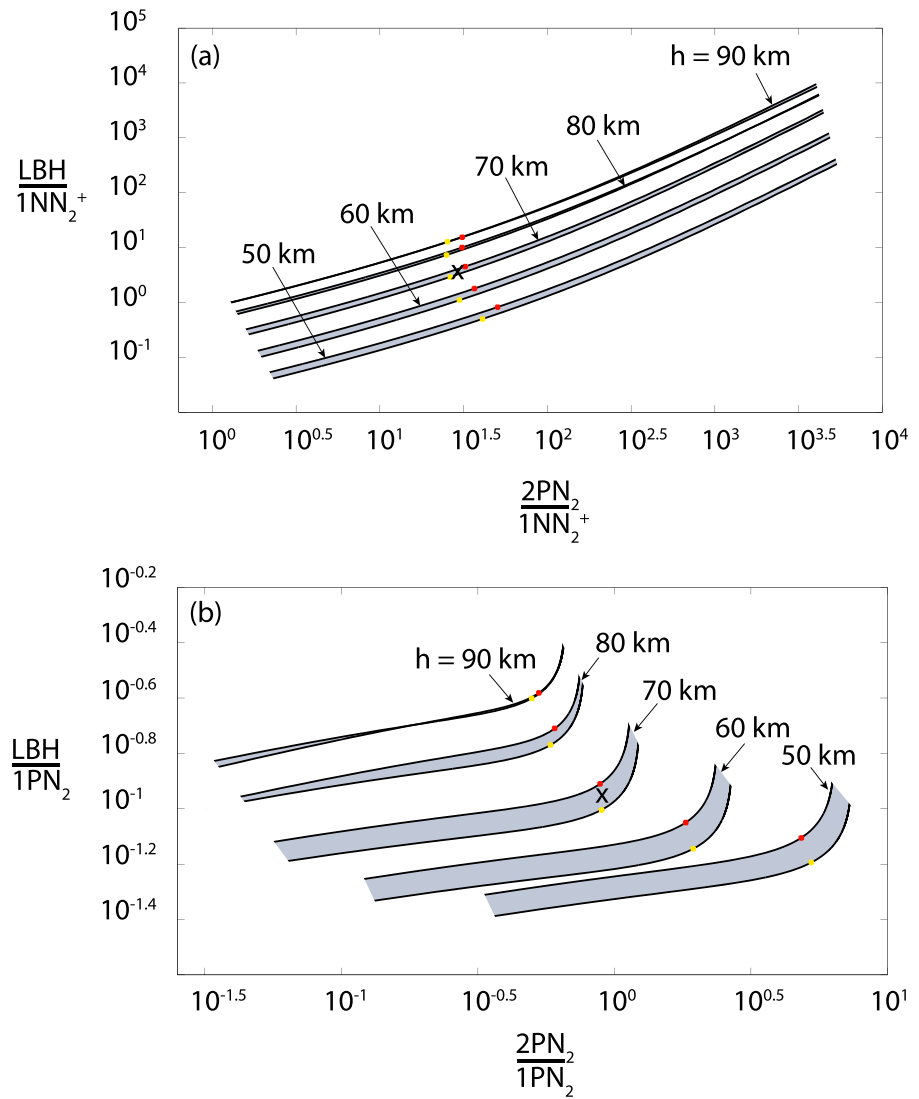 (a)
10^5
10^4
10^3
10^2
10^1
10^0
10^-1
LBH
1NN₂⁺
h = 90 km
80 km
70 km
60 km
50 km
x
10^0
10^0.5
10^1
10^1.5
10^2
10^2.5
10^3
10^3.5
10^4
2PN₂
1NN₂⁺
(b)
10^-0.2
10^-0.4
10^-0.6
10^-0.8
10^-1
10^-1.2
10^-1.4
LBH
1PN₂
h = 90 km
80 km
70 km
60 km
50 km
x
10^-1.5
10^-1
10^-0.5
10^0
10^0.5
10^1
2PN₂
1PN₂